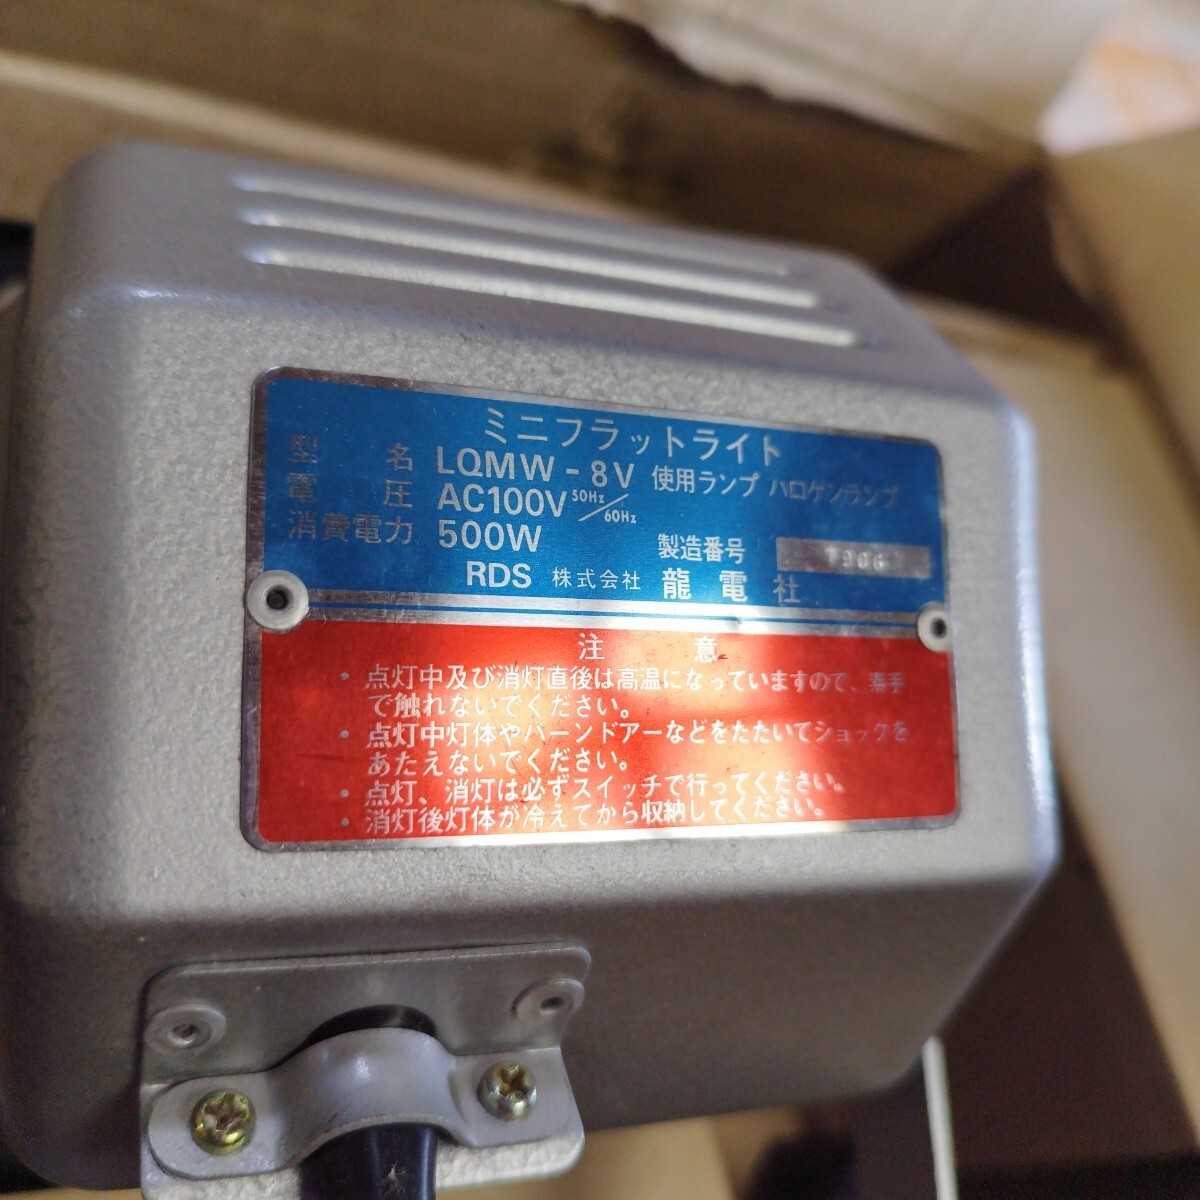 ミニフラットライト
型名 LQMW-8V 使用ランプ ハロゲンランプ
電圧 AC100V 50Hz/60Hz
消費電力 500W 製造番号
RDS 株式会社 龍電社
注意
・点灯中及び消灯直後は高温になっていますので、素手
で触れないでください。
・点灯中灯体やバーンドアーなどをたたいてショックを
あたえないでください。
・点灯、消灯は必ずスイッチで行ってください。
・消灯後灯体が冷えてから収納してください。